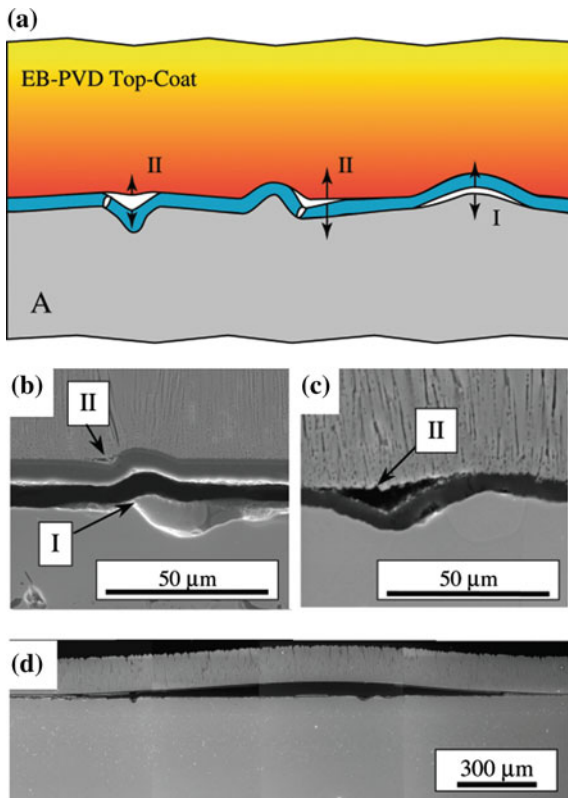 (a)
EB-PVD Top-Coat
II
II
I
A
(b)
II
I
50 µm
(c)
II
50 µm
(d)
300 µm